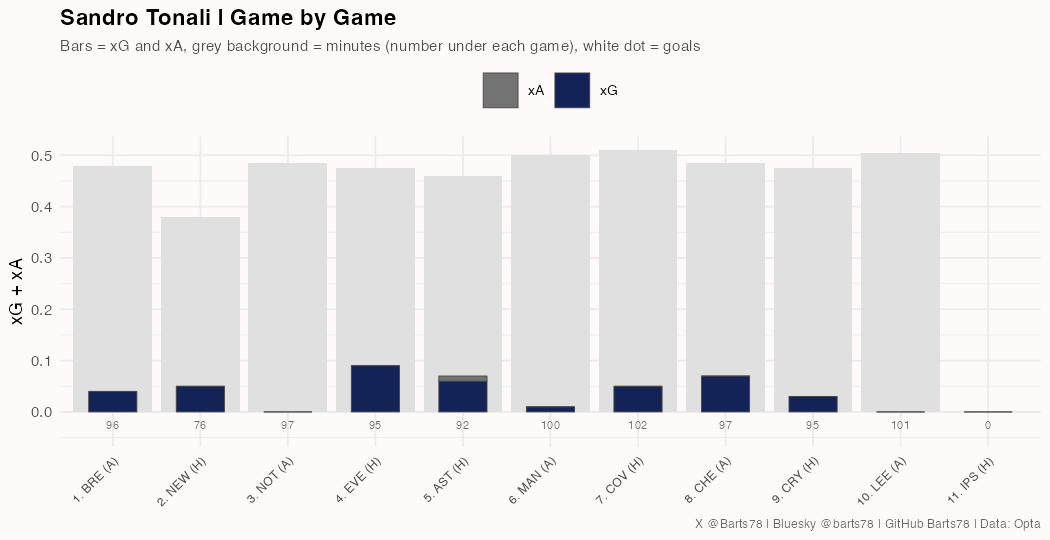 Sandro Tonali | Game by Game
Bars = xG and xA, grey background = minutes (number under each game), white dot = goals
xA xG
xG + xA
0.5
0.4
0.3
0.2
0.1
0.0
96 76 97 95 92 100 102 97 95 101 0
1. BRE (A) 2. NEW (H) 3. NOT (A) 4. EVE (H) 5. AST (H) 6. MAN (A) 7. COV (H) 8. CHE (A) 9. CRY (H) 10. LEE (A) 11. IPS (H)
X @Barts78 | Bluesky @barts78 | GitHub Barts78 | Data: Opta